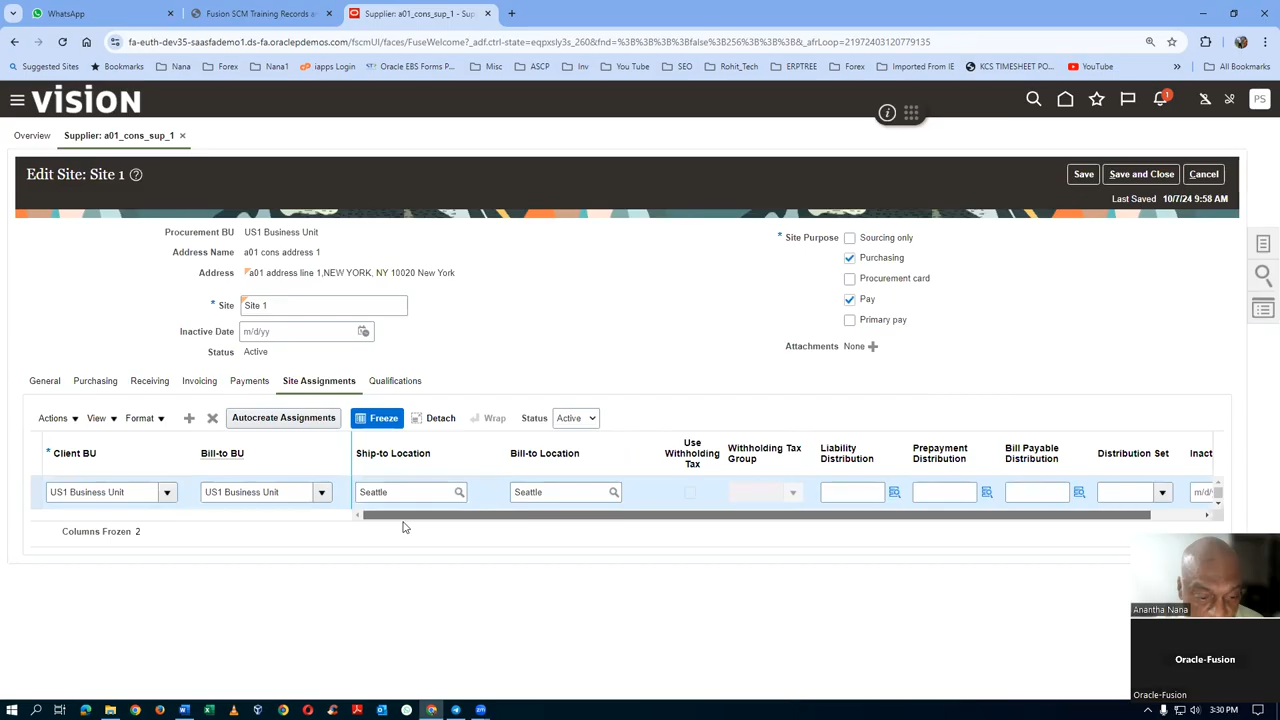 WhatsApp
Fusion SCM Training Records a
Supplier: a01_cons_sup_1 - Sup
fa-euth-dev35-saasfademo1.ds-fa.oraclepdemos.com/fscmUI/faces/FuseWelcome?_adf.ctrl-state=eqpxsly3s_260&fnd=%3B%3B%3B%3Bfalse%3B256%3B%3B%3B&_afrLoop=21972403120779135
Suggested Sites
Bookmarks
Nana
Forex
Nana1
iapps Login
Oracle EBS Forms P...
Misc
ASCP
Inv
You Tube
SEO
Rohit_Tech
ERPTREE
Forex
Imported From IE
KCS TIMESHEET PO...
YouTube
All Bookmarks
VISION
1
PS
Overview
Supplier: a01_cons_sup_1
Edit Site: Site 1
Save
Save and Close
Cancel
Last Saved 10/7/24 9:58 AM
Procurement BU US1 Business Unit
Address Name a01 cons address 1
Address a01 address line 1,NEW YORK, NY 10020 New York
* Site Site 1
Inactive Date m/d/yy
Status Active
* Site Purpose Sourcing only
Purchasing
Procurement card
Pay
Primary pay
Attachments None
General Purchasing Receiving Invoicing Payments Site Assignments Qualifications
Actions View Format Autocreate Assignments Freeze Detach Wrap Status Active
* Client BU
Bill-to BU
Ship-to Location
Bill-to Location
Use Withholding Tax
Withholding Tax Group
Liability Distribution
Prepayment Distribution
Bill Payable Distribution
Distribution Set
Inact
US1 Business Unit US1 Business Unit Seattle Seattle m/d/y
Columns Frozen 2
Anantha Nana
Oracle-Fusion
Oracle-Fusion
3:30 PM